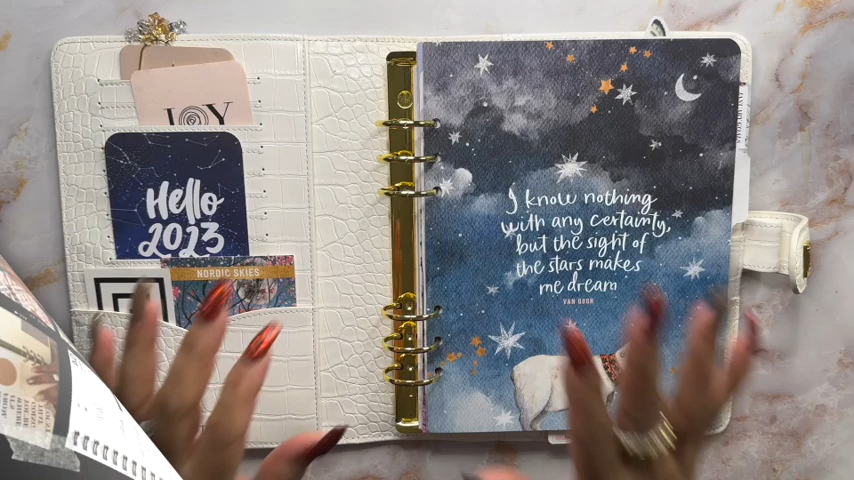 JOY
Hello
2023
NORDIC SKIES
I know nothing
with any certainty,
but the sight of
the stars makes
me dream
VAN GOGH